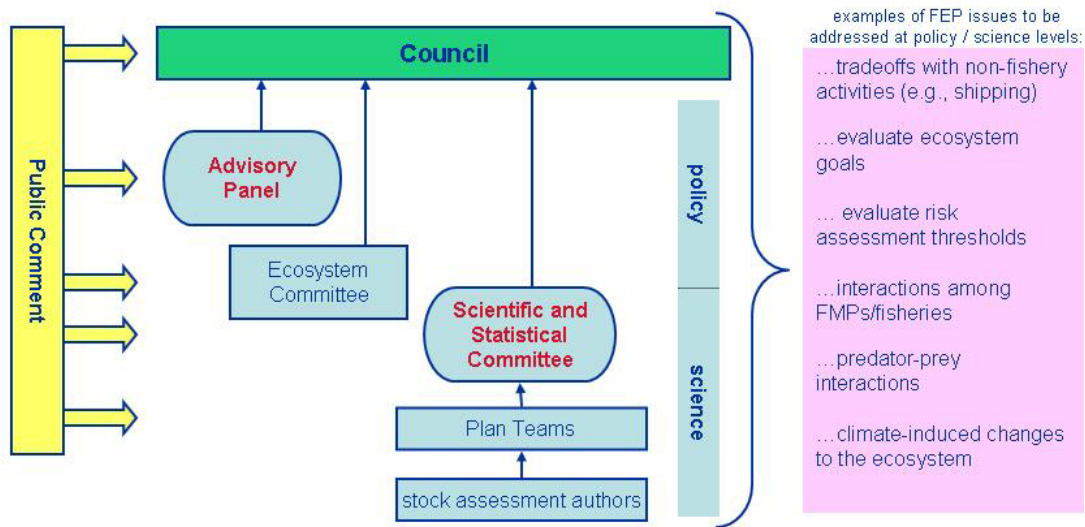 Public Comment
Council
Advisory
Panel
Ecosystem
Committee
Scientific and
Statistical
Committee
Plan Teams
stock assessment authors
policy
science
examples of FEP issues to be
addressed at policy / science levels:
...tradeoffs with non-fishery
activities (e.g., shipping)
...evaluate ecosystem
goals
... evaluate risk
assessment thresholds
...interactions among
FMPs/fisheries
...predator-prey
interactions
...climate-induced changes
to the ecosystem